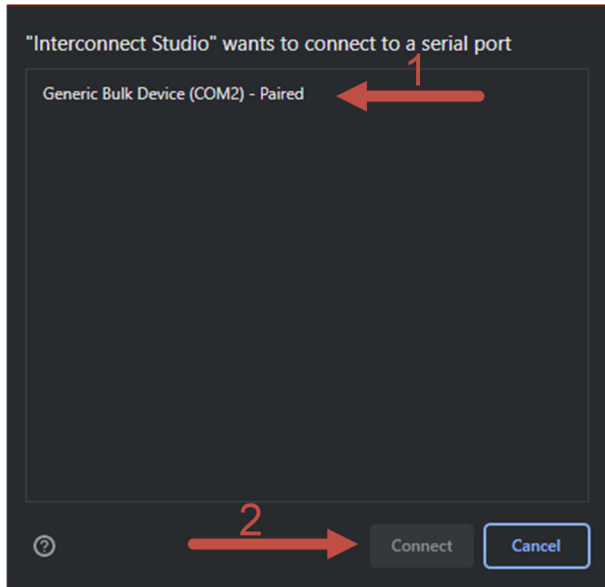 "Interconnect Studio" wants to connect to a serial port
1
Generic Bulk Device (COM2) - Paired
2
Connect
Cancel